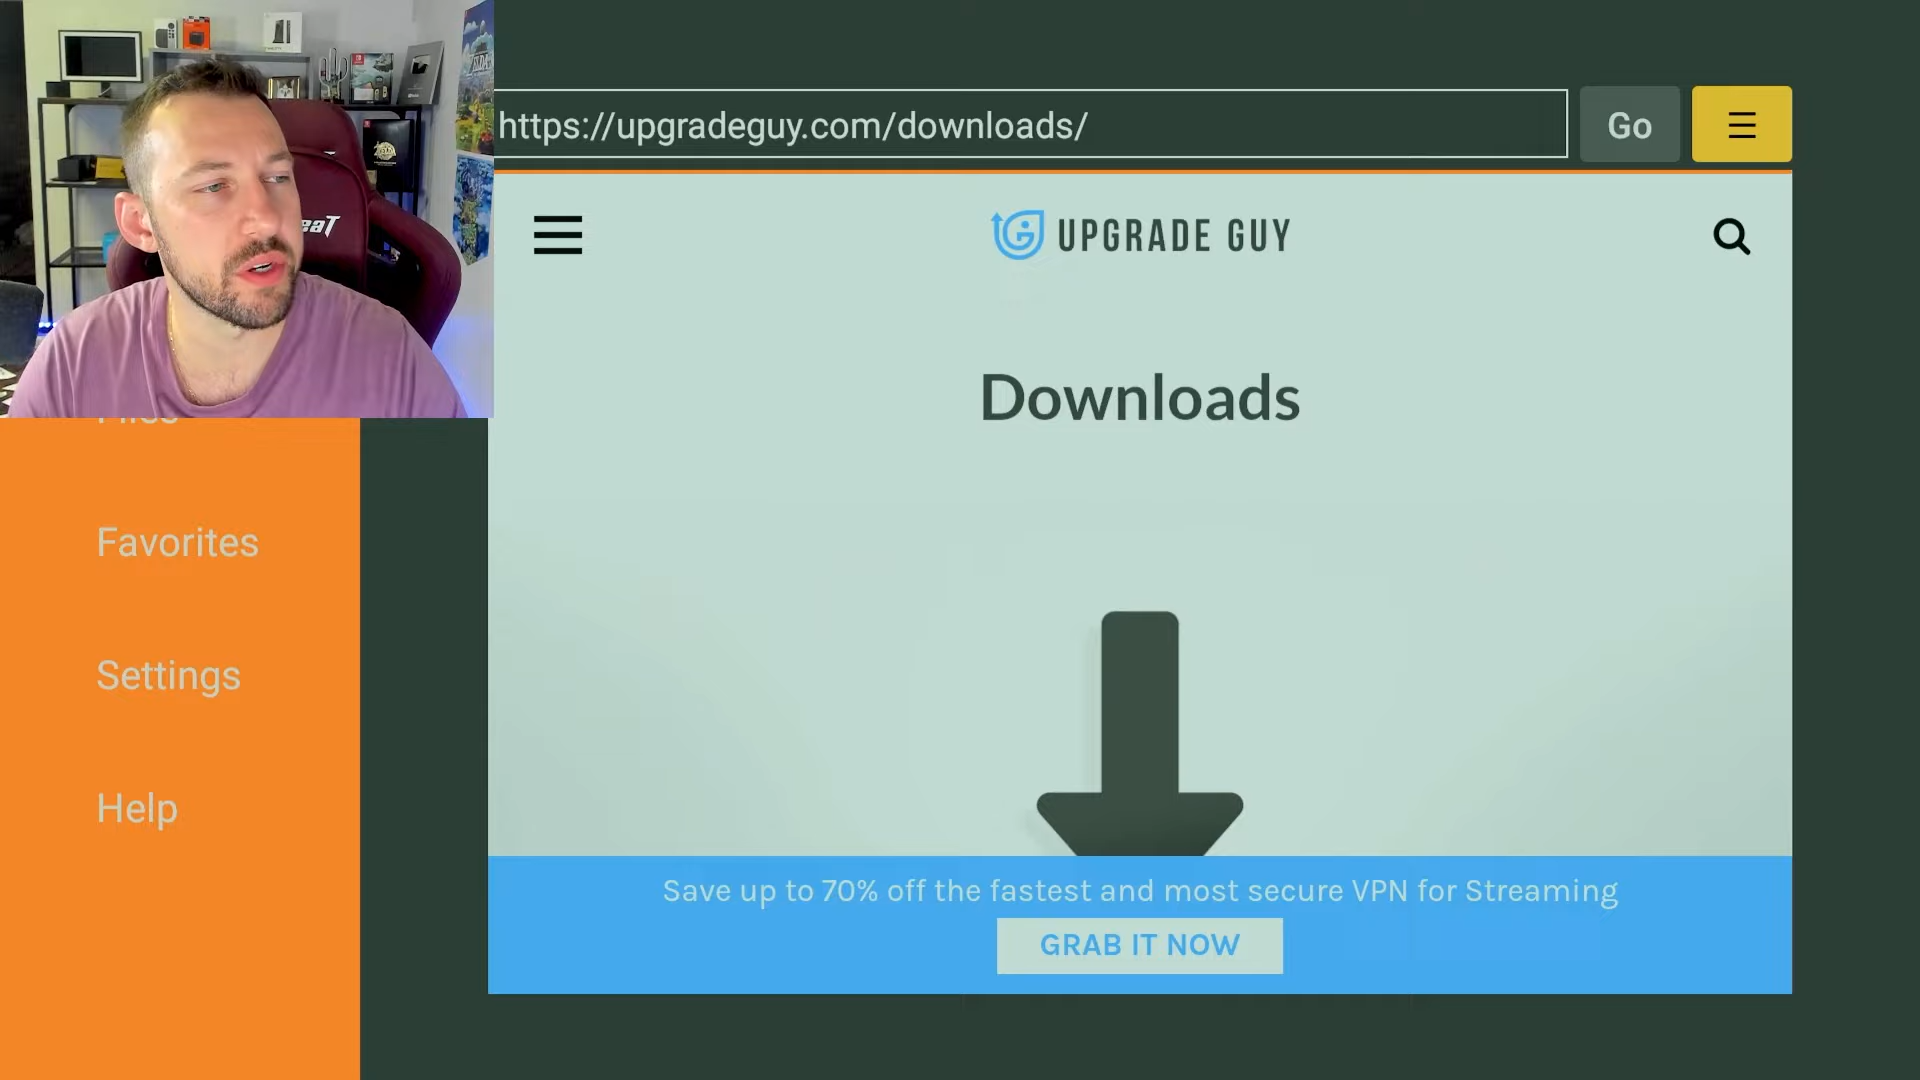 https://upgradeguy.com/downloads/
Go
UPGRADE GUY
Downloads
Files
Favorites
Settings
Help
Save up to 70% off the fastest and most secure VPN for Streaming
GRAB IT NOW